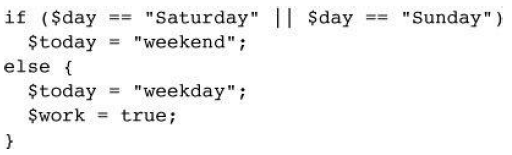 if ($day == "Saturday" || $day == "Sunday")
  $today = "weekend";
else {
  $today = "weekday";
  $work = true;
}